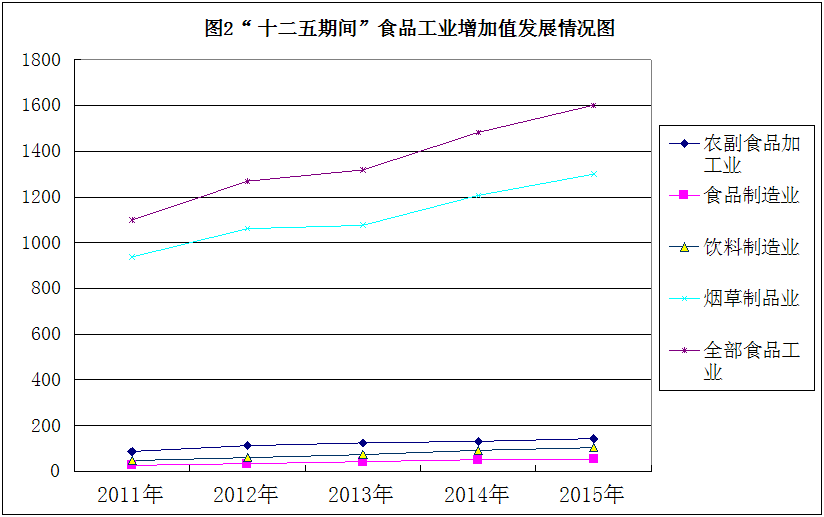 图2“十二五期间”食品工业增加值发展情况图
1800
1600
1400
1200
1000
800
600
400
200
0
2011年 2012年 2013年 2014年 2015年
农副食品加
工业
食品制造业
饮料制造业
烟草制品业
全部食品工
业